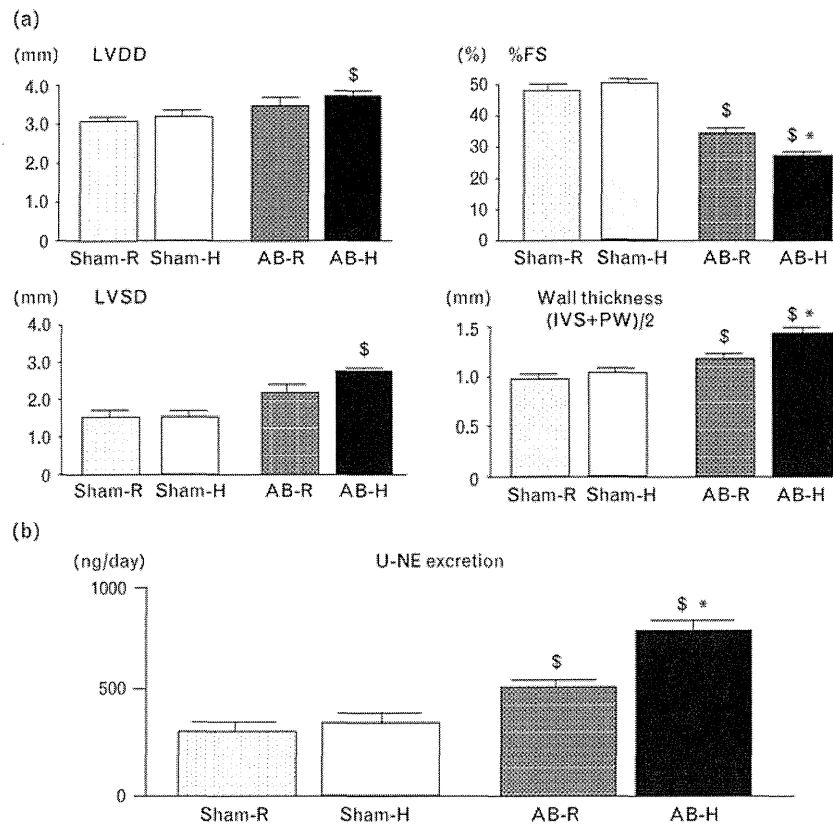 (a)
(mm) LVDD
$
4.0
3.0
2.0
1.0
0
Sham-R Sham-H AB-R AB-H
(%) %FS
50
40
30
20
10
0
$
$ *
Sham-R Sham-H AB-R AB-H
(mm) LVSD
4.0
3.0
2.0
1.0
0
$
Sham-R Sham-H AB-R AB-H
(mm) Wall thickness
(IVS+PW)/2
1.5
1.0
0.5
0
$
$ *
Sham-R Sham-H AB-R AB-H
(b)
(ng/day) U-NE excretion
1000
500
0
$
$ *
Sham-R Sham-H AB-R AB-H